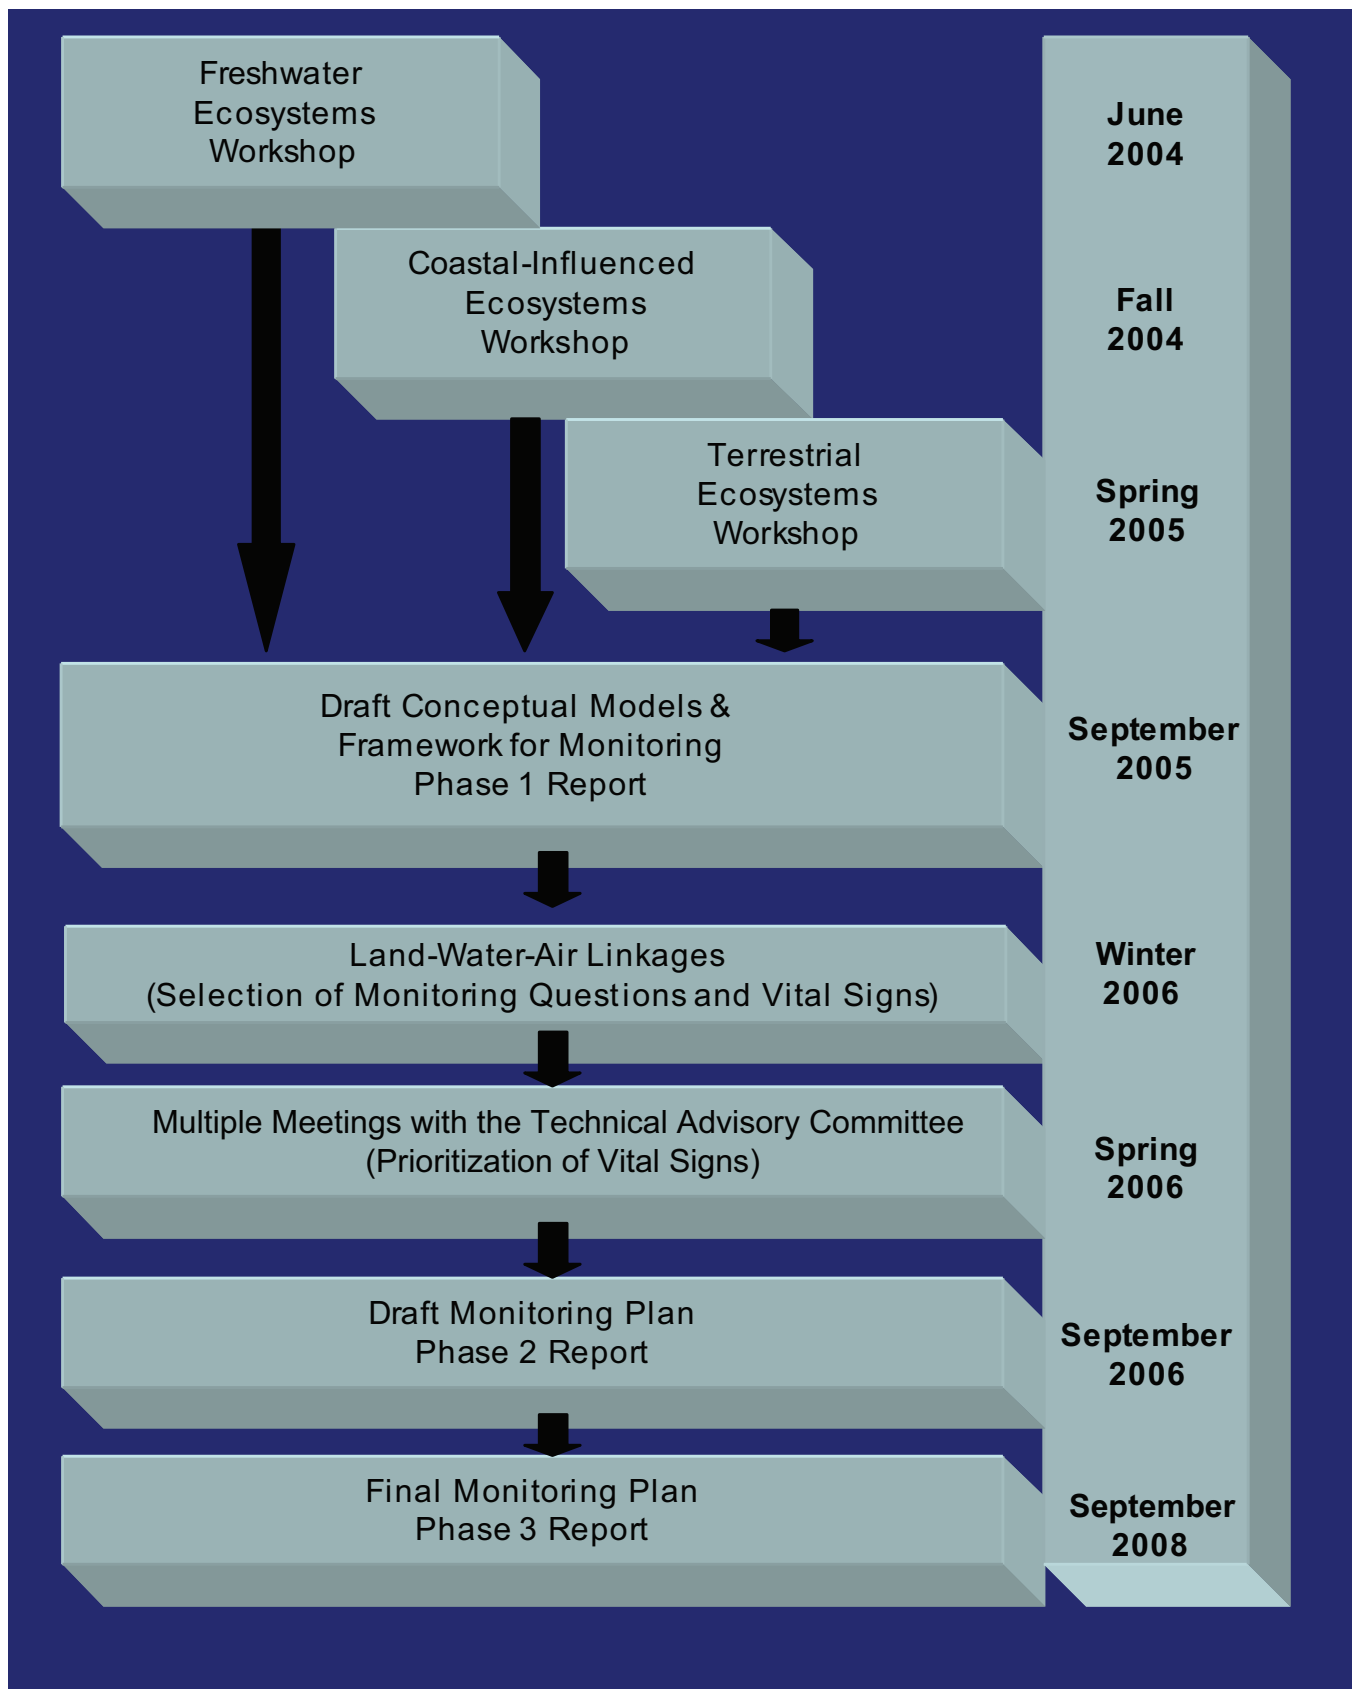 Freshwater
Ecosystems
Workshop
June
2004
Coastal-Influenced
Ecosystems
Workshop
Fall
2004
Terrestrial
Ecosystems
Workshop
Spring
2005
Draft Conceptual Models &
Framework for Monitoring
Phase 1 Report
September
2005
Land-Water-Air Linkages
(Selection of Monitoring Questions and Vital Signs)
Winter
2006
Multiple Meetings with the Technical Advisory Committee
(Prioritization of Vital Signs)
Spring
2006
Draft Monitoring Plan
Phase 2 Report
September
2006
Final Monitoring Plan
Phase 3 Report
September
2008